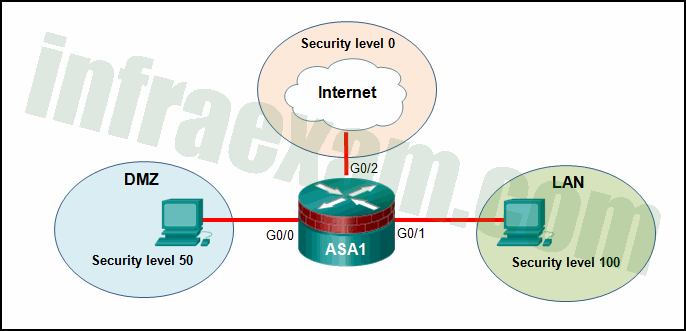 Security level 0
Internet
G0/2
DMZ
LAN
G0/0
G0/1
ASA1
Security level 50
Security level 100
infraexam.com